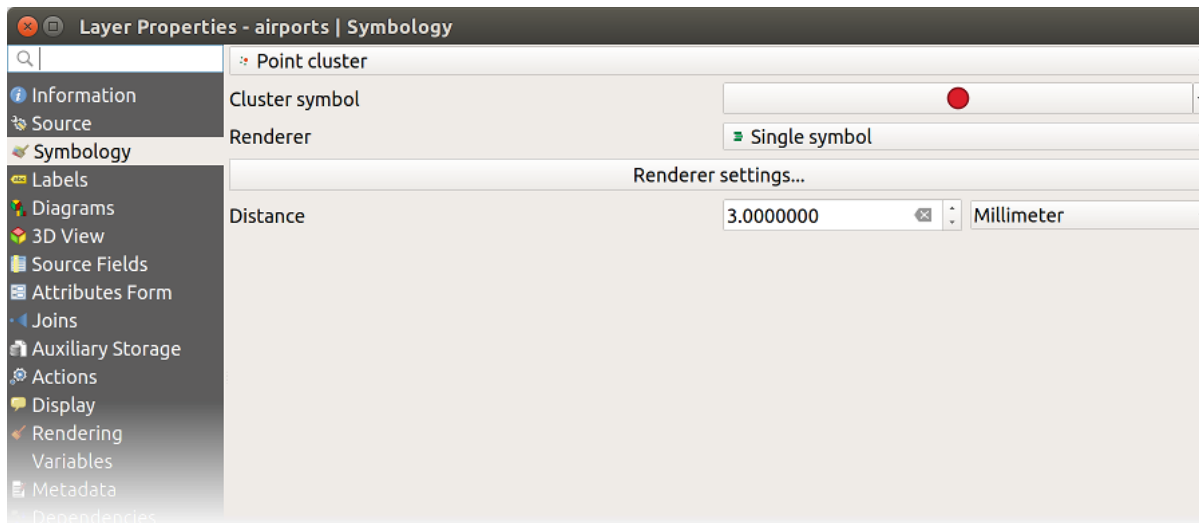 Layer Properties - airports | Symbology
Point cluster
Information
Cluster symbol
Source
Renderer
Single symbol
Symbology
Renderer settings...
Labels
Diagrams
Distance
3.0000000
Millimeter
3D View
Source Fields
Attributes Form
Joins
Auxiliary Storage
Actions
Display
Rendering
Variables
Metadata
Dependencies